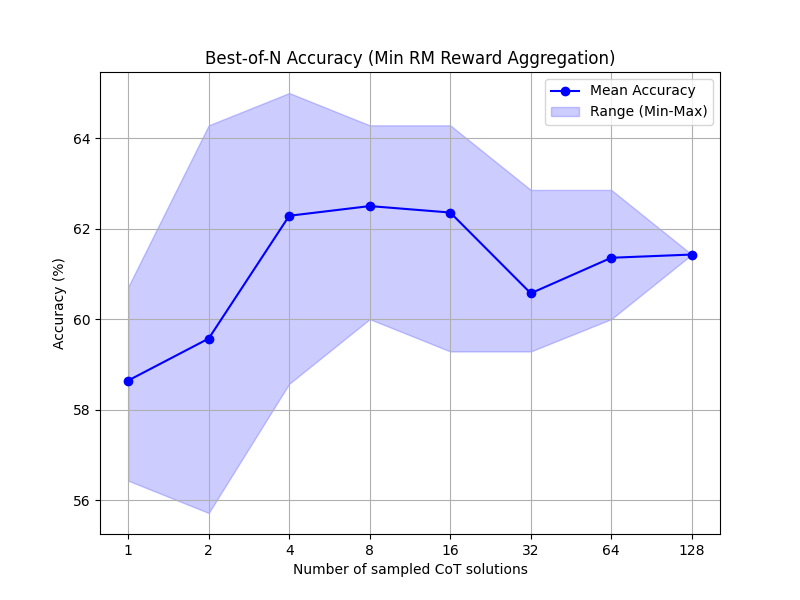 Best-of-N Accuracy (Min RM Reward Aggregation)
Mean Accuracy
Range (Min-Max)
Accuracy (%)
64
62
60
58
56
1 2 4 8 16 32 64 128
Number of sampled CoT solutions